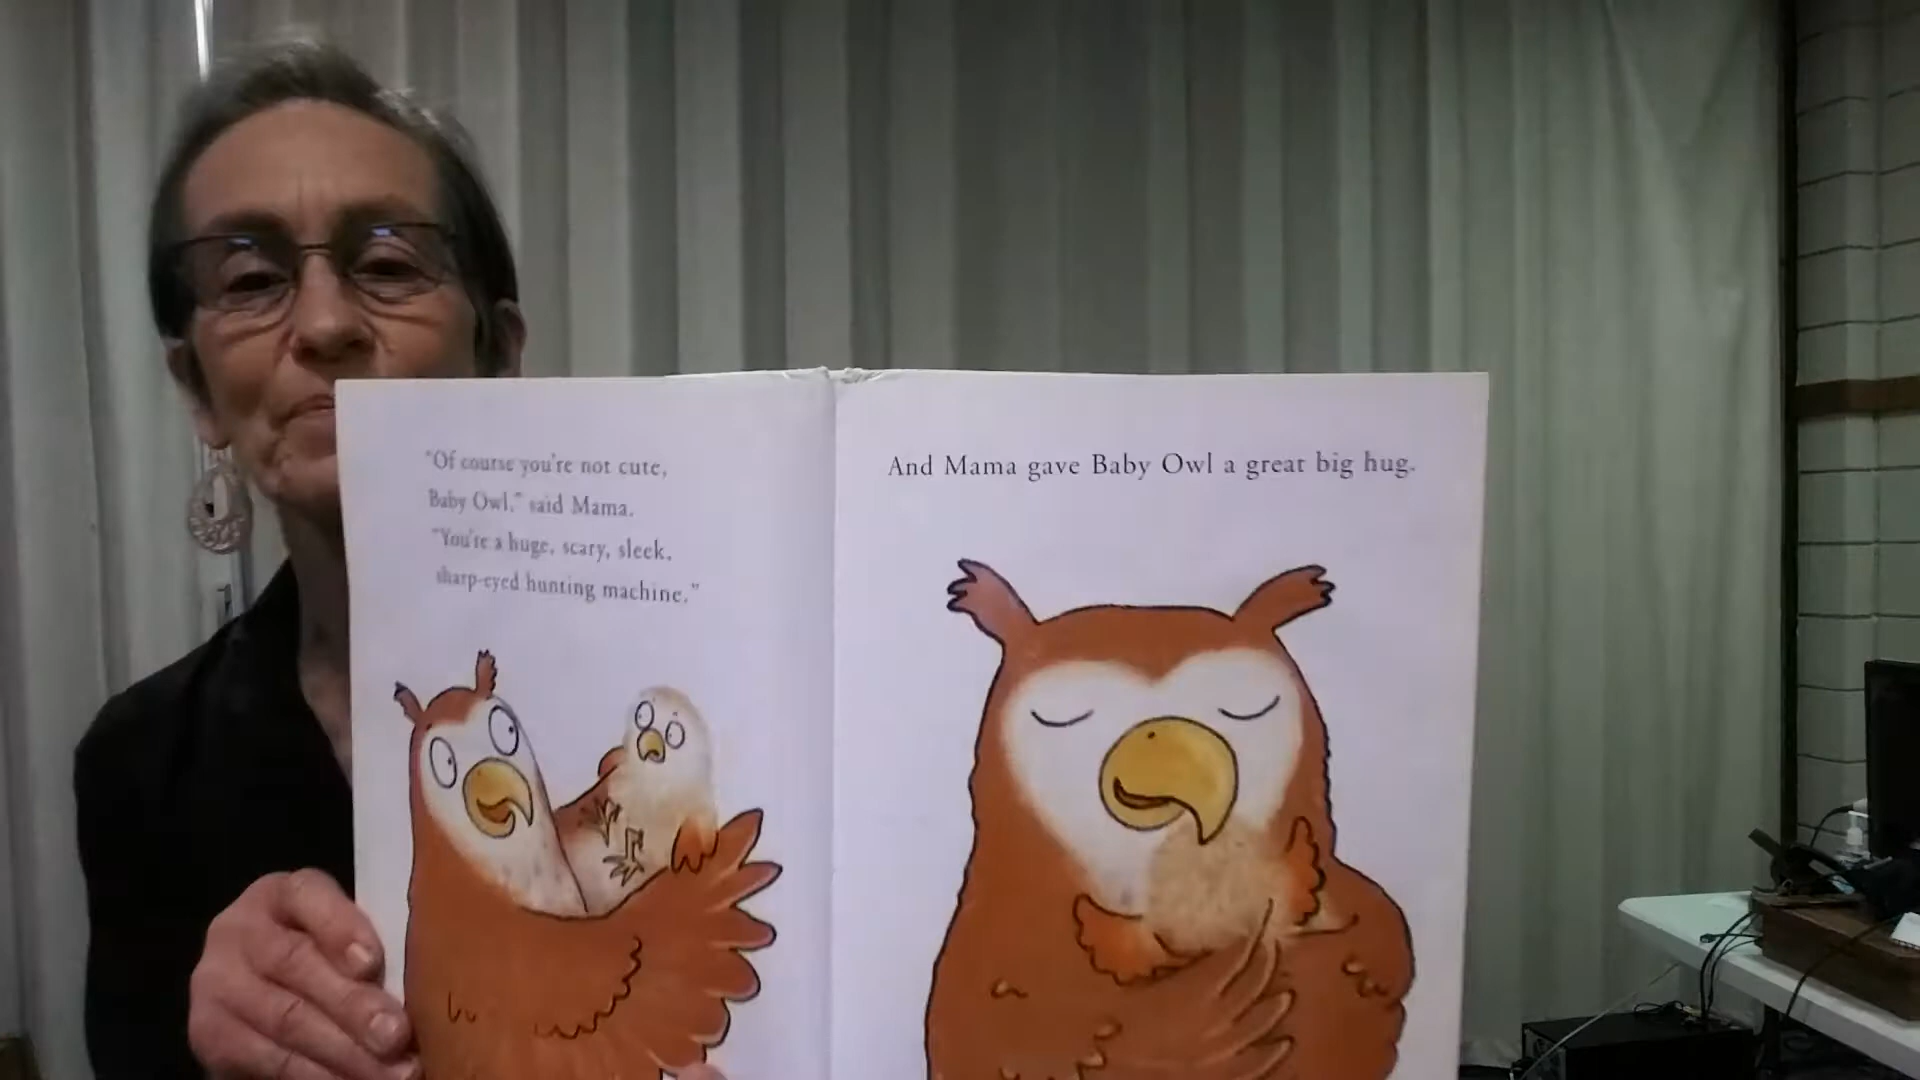 "Of course you're not cute,
Baby Owl," said Mama.
"You're a huge, scary, sleek,
sharp-eyed hunting machine."
And Mama gave Baby Owl a great big hug.